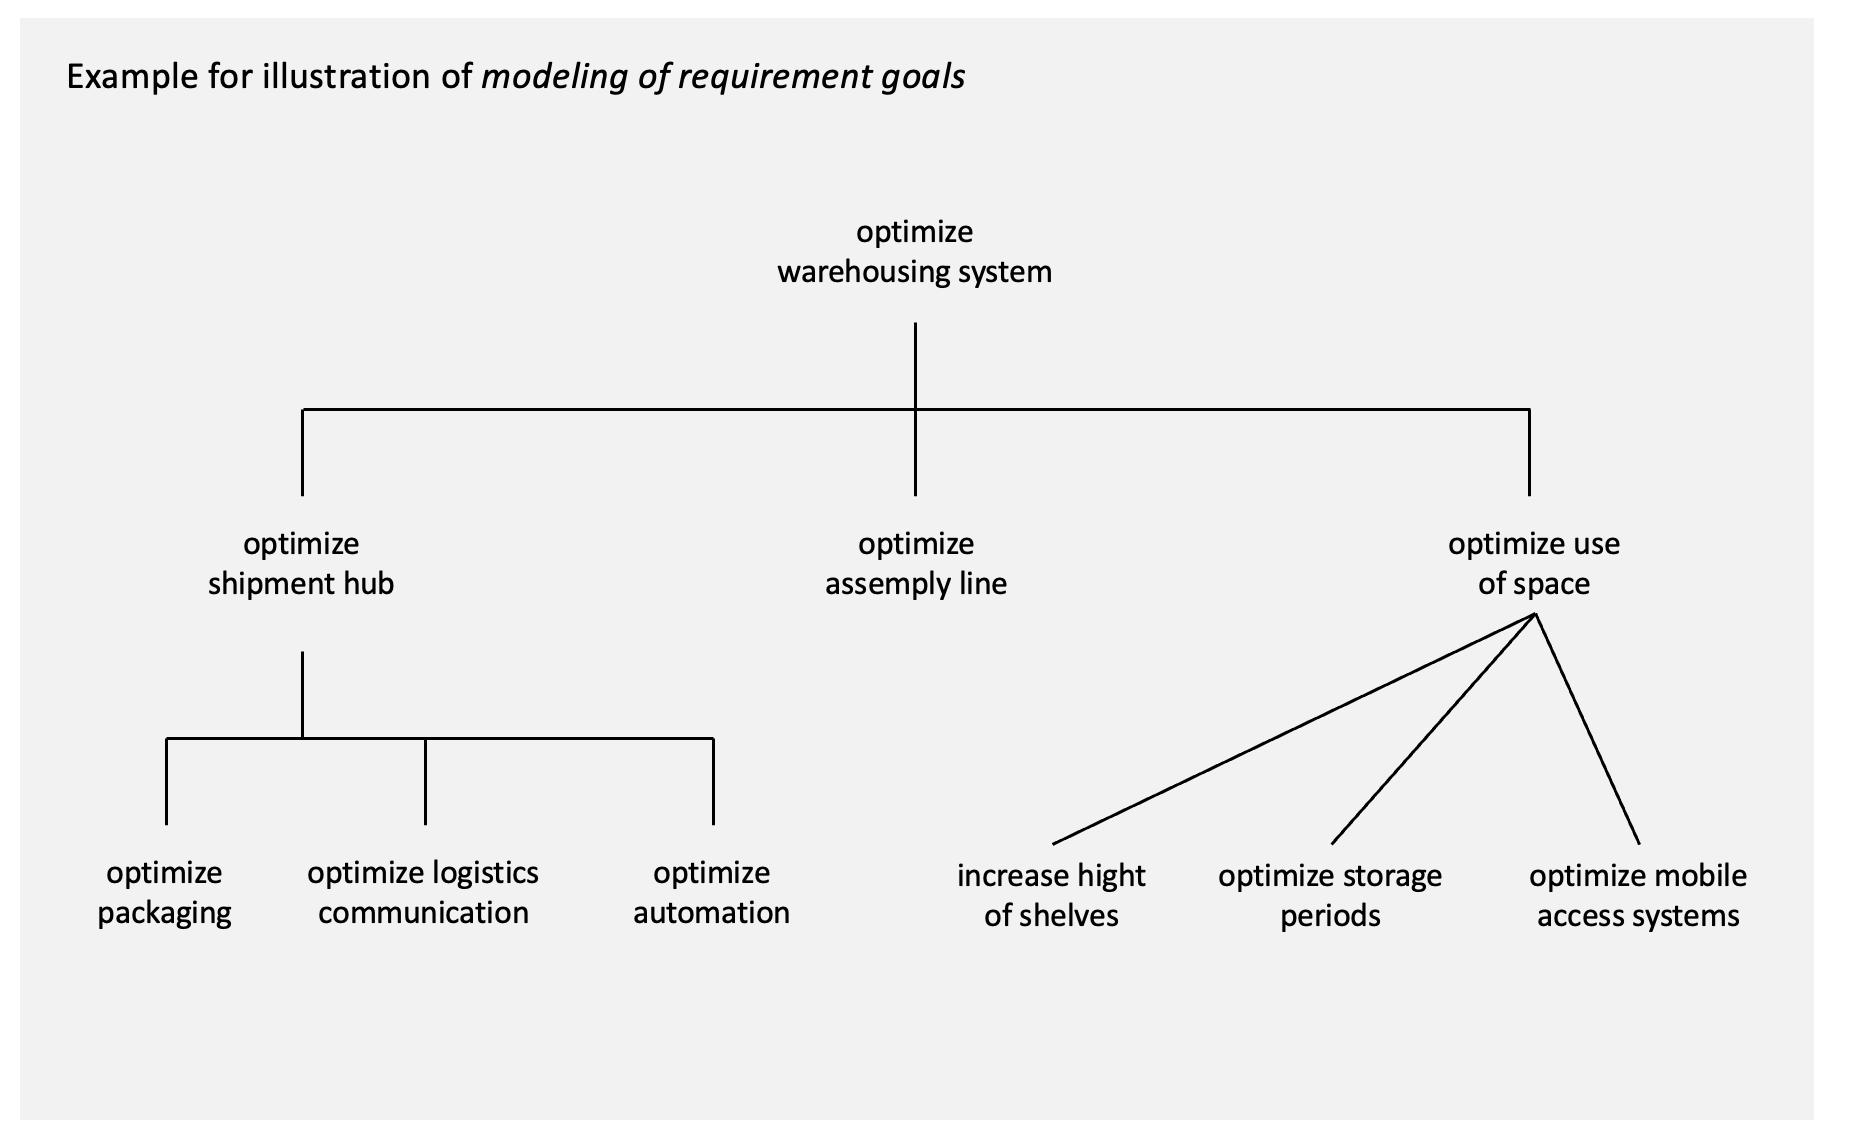 Example for illustration of modeling of requirement goals
optimize
warehousing system
optimize
shipment hub
optimize
assemply line
optimize use
of space
optimize
packaging
optimize logistics
communication
optimize
automation
increase hight
of shelves
optimize storage
periods
optimize mobile
access systems